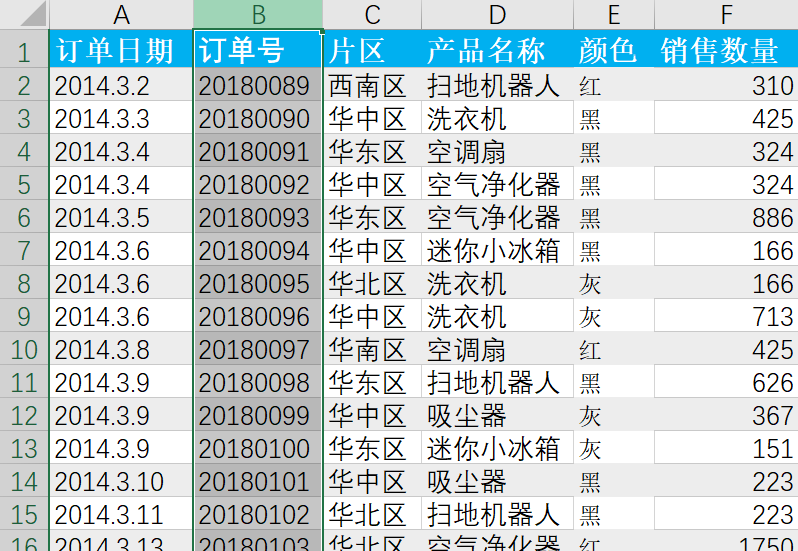 A B C D E F
1 订单日期 订单号 片区 产品名称 颜色 销售数量
2 2014.3.2 20180089 西南区 扫地机器人 红 310
3 2014.3.3 20180090 华中区 洗衣机 黑 425
4 2014.3.4 20180091 华东区 空调扇 黑 324
5 2014.3.4 20180092 华中区 空气净化器 黑 324
6 2014.3.5 20180093 华东区 空气净化器 黑 886
7 2014.3.6 20180094 华中区 迷你小冰箱 黑 166
8 2014.3.6 20180095 华北区 洗衣机 灰 166
9 2014.3.6 20180096 华中区 洗衣机 灰 713
10 2014.3.8 20180097 华南区 空调扇 红 425
11 2014.3.9 20180098 华东区 扫地机器人 黑 626
12 2014.3.9 20180099 华中区 吸尘器 灰 367
13 2014.3.9 20180100 华东区 迷你小冰箱 灰 151
14 2014.3.10 20180101 华中区 吸尘器 黑 223
15 2014.3.11 20180102 华北区 扫地机器人 黑 223
16 2014.3.13 20180103 华北区 空气净化器 红 1750